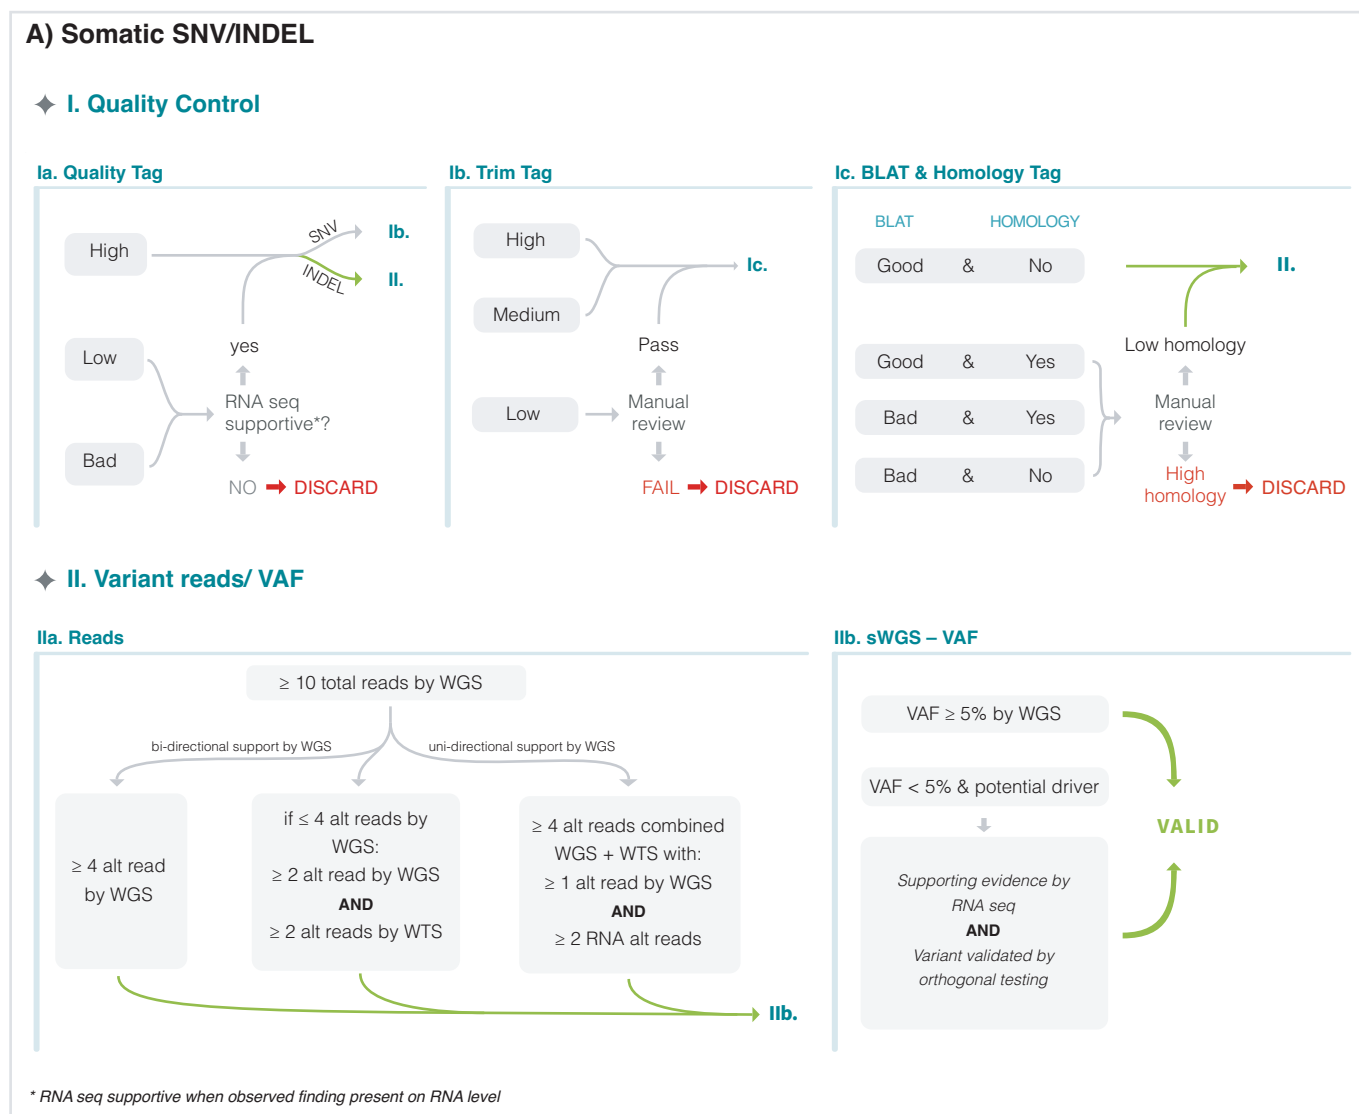 A) Somatic SNV/INDEL
I. Quality Control
Ia. Quality Tag
High
SNV
Ib.
INDEL
II.
yes
Low
RNA seq
supportive*?
Bad
NO
DISCARD
Ib. Trim Tag
High
Ic.
Medium
Pass
Low
Manual
review
FAIL
DISCARD
Ic. BLAT & Homology Tag
BLAT HOMOLOGY
Good & No
II.
Low homology
Good & Yes
Bad & Yes
Manual
review
Bad & No
High
homology
DISCARD
II. Variant reads/ VAF
IIa. Reads
≥ 10 total reads by WGS
bi-directional support by WGS
uni-directional support by WGS
≥ 4 alt read
by WGS
if ≤ 4 alt reads by
WGS:
≥ 2 alt read by WGS
AND
≥ 2 alt reads by WTS
≥ 4 alt reads combined
WGS + WTS with:
≥ 1 alt read by WGS
AND
≥ 2 RNA alt reads
IIb.
IIb. sWGS – VAF
VAF ≥ 5% by WGS
VAF < 5% & potential driver
VALID
Supporting evidence by
RNA seq
AND
Variant validated by
orthogonal testing
* RNA seq supportive when observed finding present on RNA level